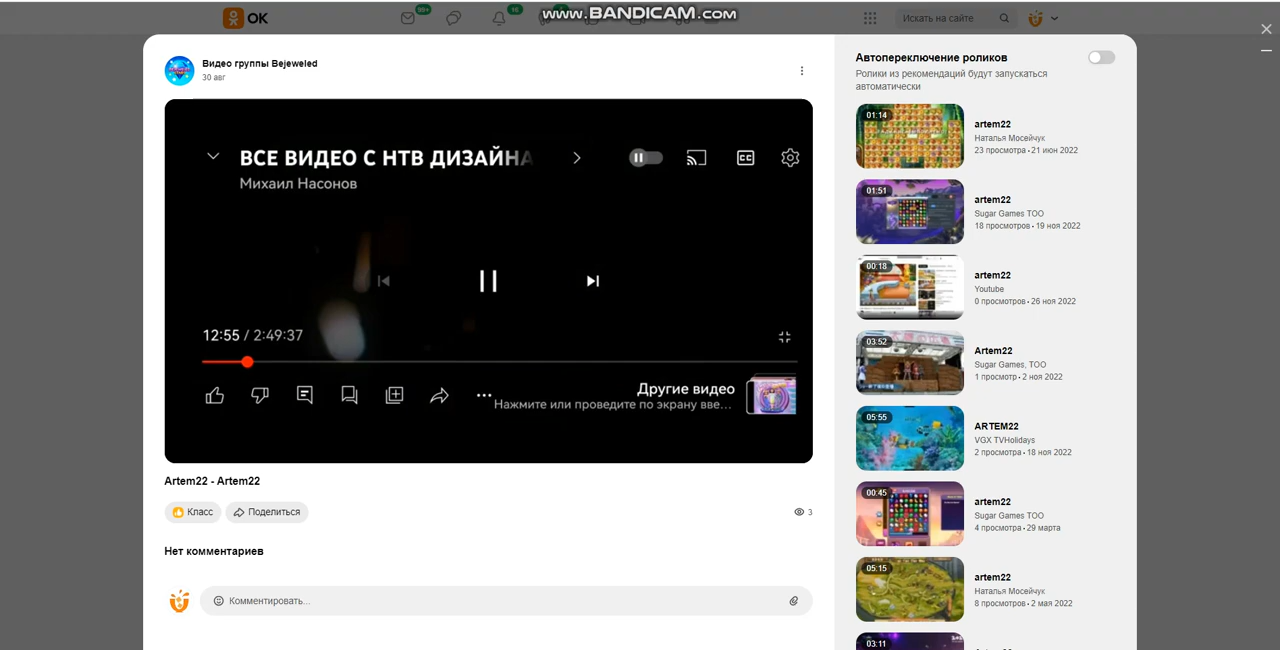 www.BANDICAM.com
OK
99+
16
Искать на сайте
Видео группы Bejeweled
30 авг
ВСЕ ВИДЕО С НТВ ДИЗАЙНА
Михаил Насонов
CC
12:55 / 2:49:37
Другие видео
Нажмите или проведите по экрану вве...
Artem22 - Artem22
Класс
Поделиться
3
Нет комментариев
Комментировать...
Автопереключение роликов
Ролики из рекомендаций будут запускаться
автоматически
01:14
artem22
Наталья Мосейчук
23 просмотра • 21 июн 2022
01:51
artem22
Sugar Games TOO
18 просмотров • 19 ноя 2022
00:18
artem22
Youtube
0 просмотров • 26 ноя 2022
03:52
Artem22
Sugar Games, TOO
1 просмотр • 2 ноя 2022
05:55
ARTEM22
VGX TVHolidays
2 просмотра • 18 ноя 2022
00:45
artem22
Sugar Games TOO
4 просмотра • 29 марта
05:15
artem22
Наталья Мосейчук
8 просмотров • 2 мая 2022
03:11